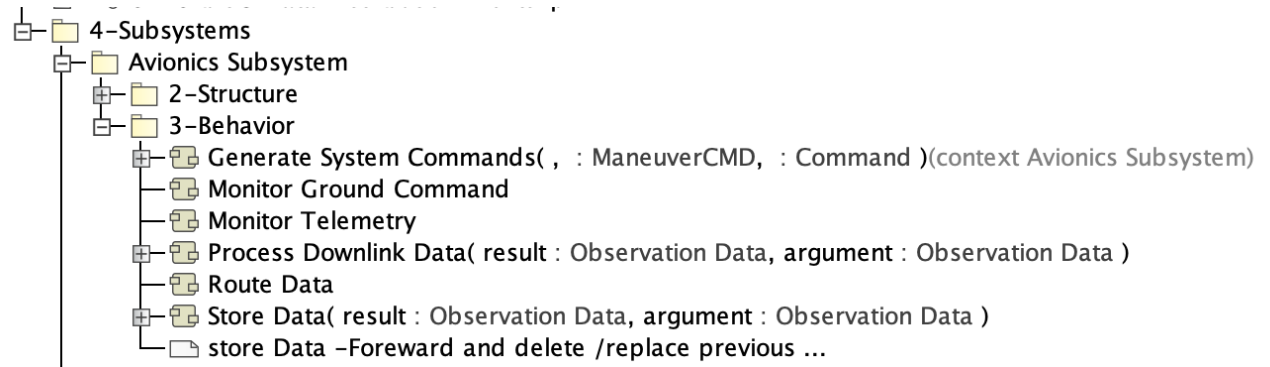 4-Subsystems
Avionics Subsystem
2-Structure
3-Behavior
Generate System Commands( , : ManeuverCMD, : Command )(context Avionics Subsystem)
Monitor Ground Command
Monitor Telemetry
Process Downlink Data( result : Observation Data, argument : Observation Data )
Route Data
Store Data( result : Observation Data, argument : Observation Data )
store Data -Foreward and delete /replace previous ...